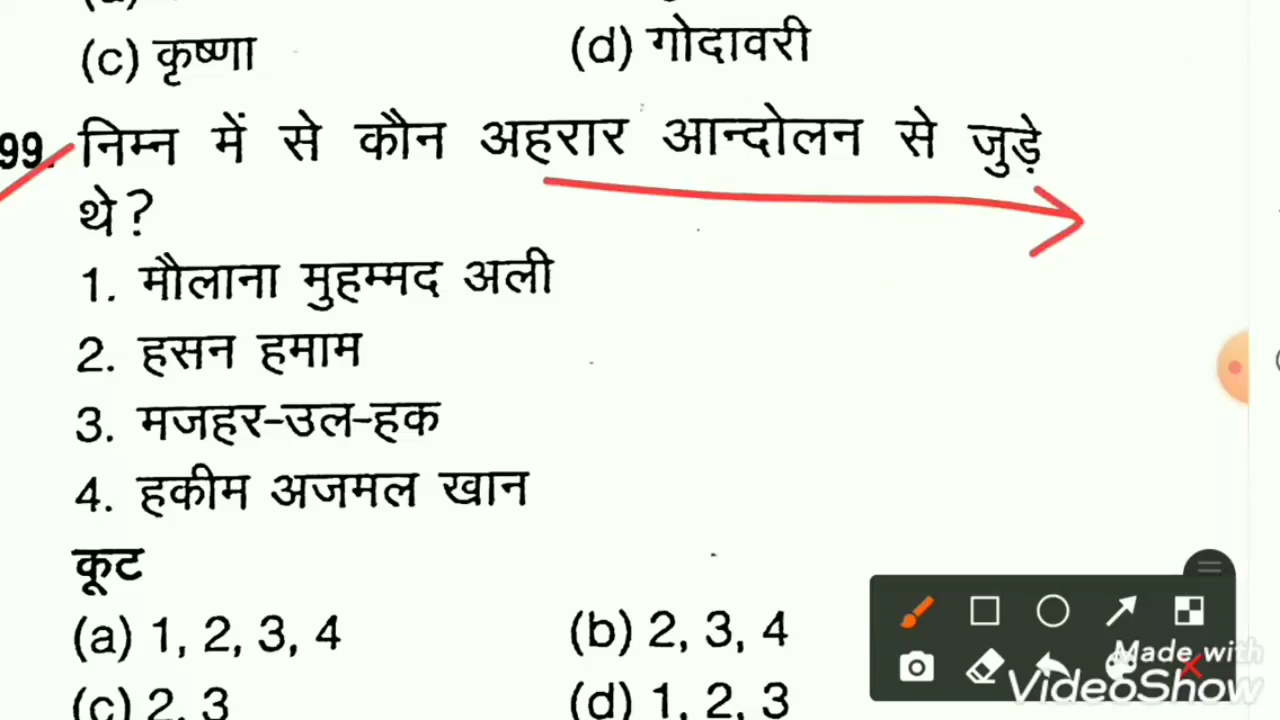 (c) कृष्णा (d) गोदावरी
99. निम्न में से कौन अहरार आन्दोलन से जुड़े
थे?
1. मौलाना मुहम्मद अली
2. हसन हमाम
3. मजहर-उल-हक
4. हकीम अजमल खान
कूट
(a) 1, 2, 3, 4 (b) 2, 3, 4
(c) 2, 3 (d) 1, 2, 3
Made with
VideoShow